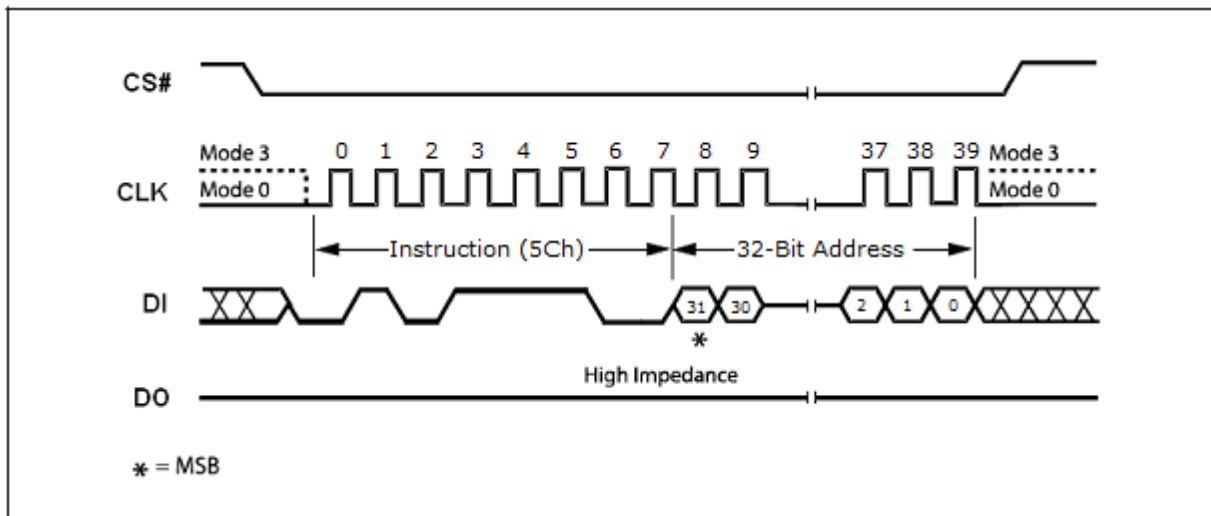 CS#
Mode 3 0 1 2 3 4 5 6 7 8 9 37 38 39 Mode 3
CLK Mode 0 Mode 0
Instruction (5Ch) 32-Bit Address
DI 31 30 2 1 0
*
High Impedance
DO
* = MSB